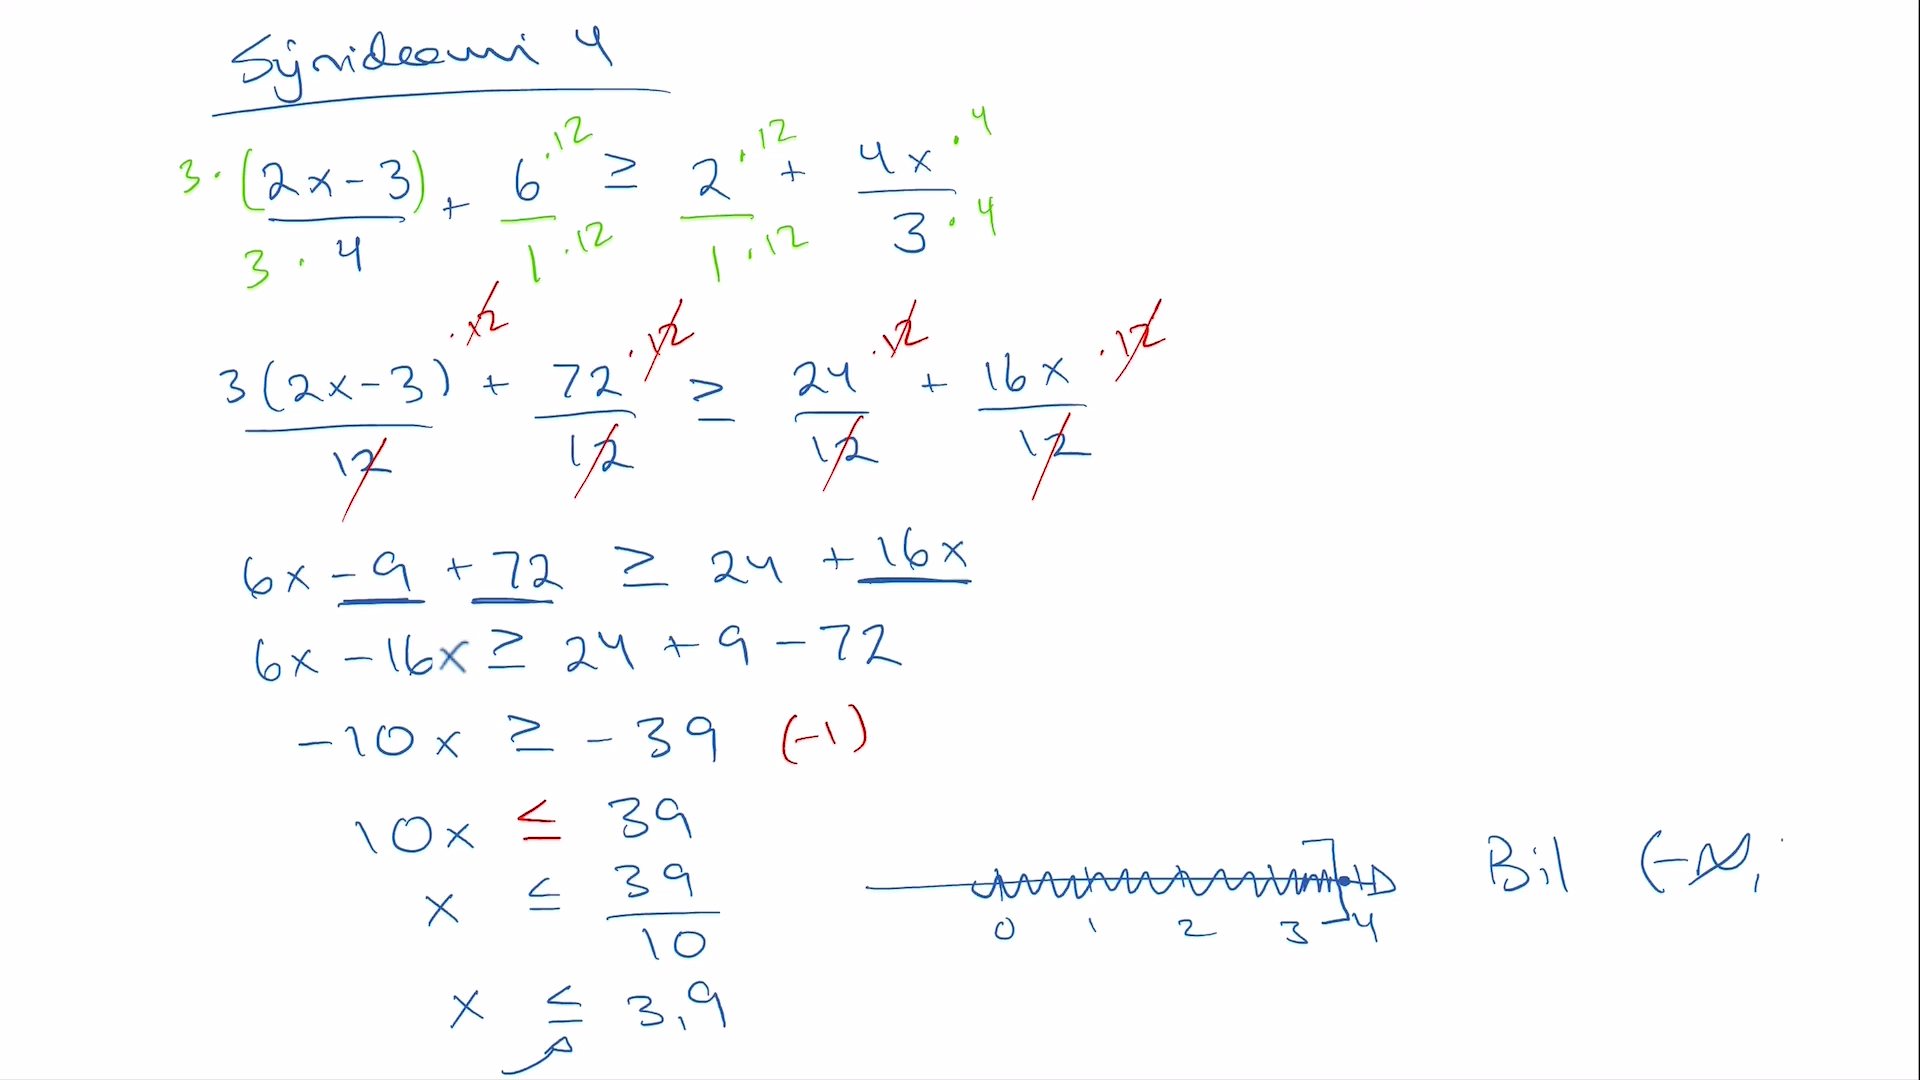 Sýnidæmi 4
3 · (2x - 3) / 3 · 4 + 6 · 12 / 1 · 12 ≥ 2 · 12 / 1 · 12 + 4x · 4 / 3 · 4
3(2x - 3) · 12 / 12 + 72 · 12 / 12 ≥ 24 · 12 / 12 + 16x · 12 / 12
6x - 9 + 72 ≥ 24 + 16x
6x - 16x ≥ 24 + 9 - 72
-10x ≥ -39 (-1)
10x ≤ 39
x ≤ 39 / 10
x ≤ 3,9
0 1 2 3 4
Bil (-∞,